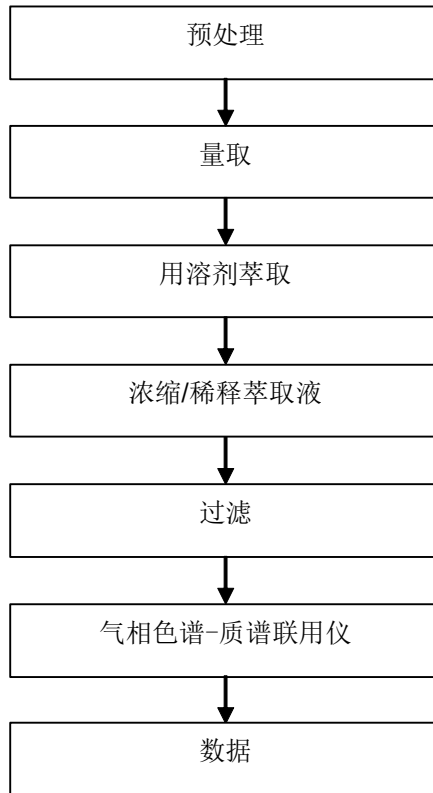 预处理
量取
用溶剂萃取
浓缩/稀释萃取液
过滤
气相色谱-质谱联用仪
数据